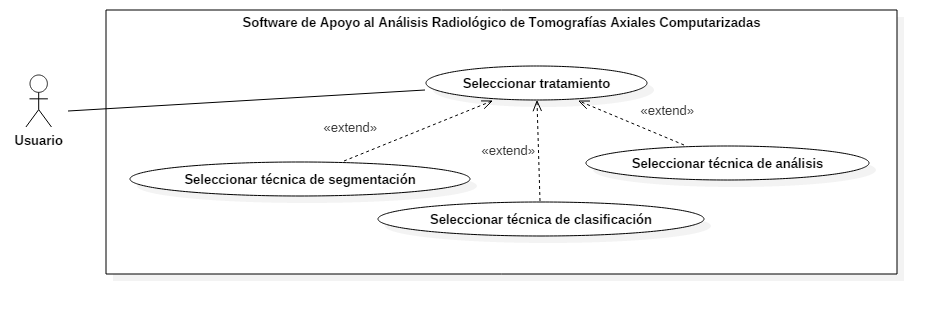 Software de Apoyo al Análisis Radiológico de Tomografías Axiales Computarizadas
Seleccionar tratamiento
«extend»
«extend»
Usuario
«extend»
Seleccionar técnica de análisis
Seleccionar técnica de segmentación
Seleccionar técnica de clasificación